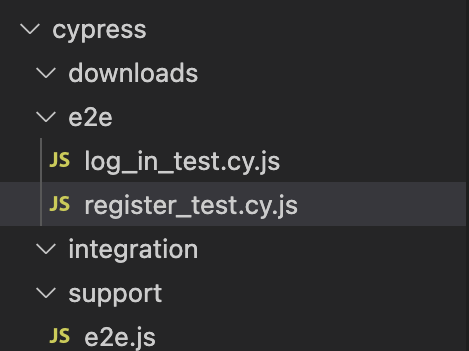 cypress
downloads
e2e
JS log_in_test.cy.js
JS register_test.cy.js
integration
support
JS e2e.js